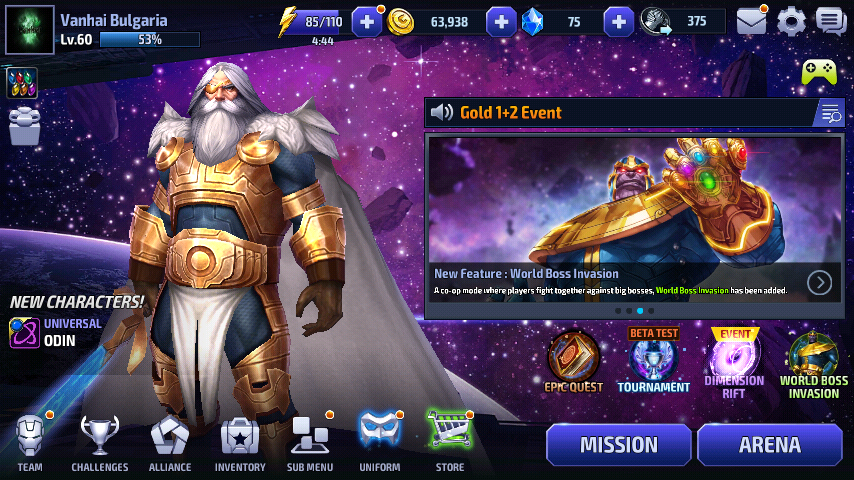 Vanhai Bulgaria
Lv.60 53%
85/110
4:44
63,938
75
375
Gold 1+2 Event
New Feature : World Boss Invasion
A co-op mode where players fight together against big bosses, World Boss Invasion has been added.
NEW CHARACTERS!
UNIVERSAL
ODIN
EPIC QUEST
BETA TEST
TOURNAMENT
EVENT
DIMENSION
RIFT
WORLD BOSS
INVASION
TEAM
CHALLENGES
ALLIANCE
INVENTORY
SUB MENU
UNIFORM
STORE
MISSION
ARENA